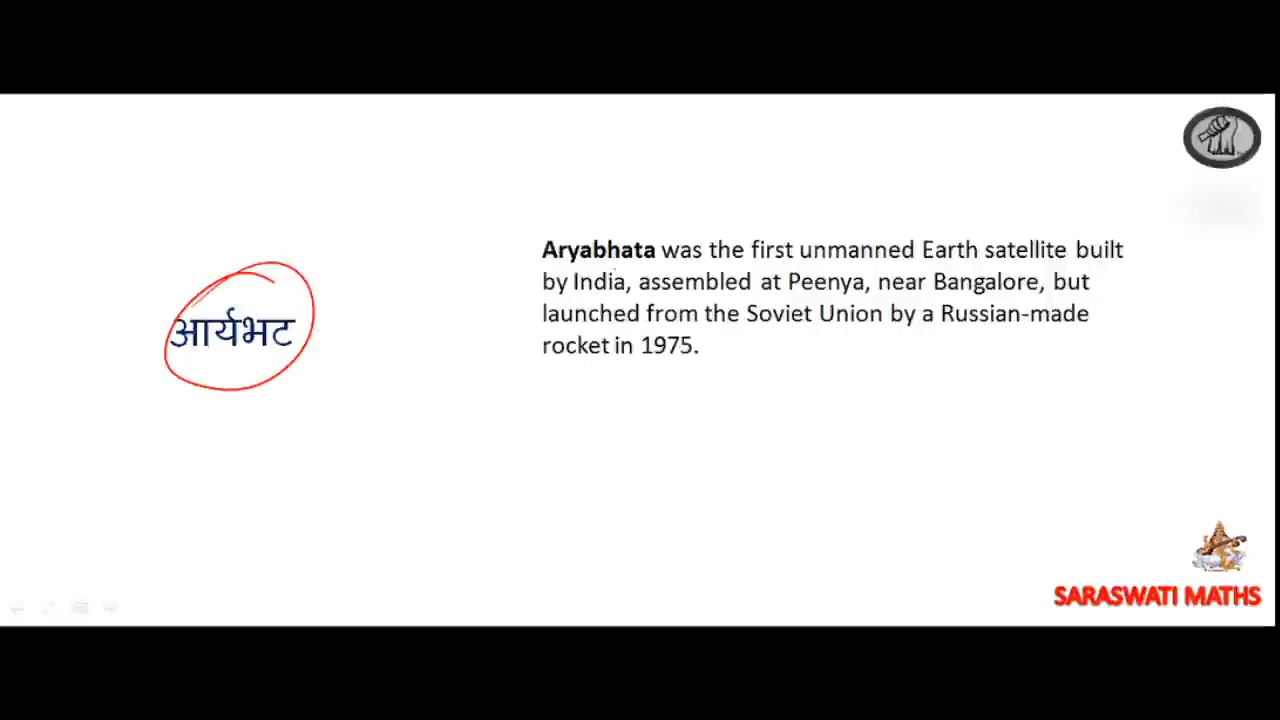 आर्यभट
Aryabhata was the first unmanned Earth satellite built
by India, assembled at Peenya, near Bangalore, but
launched from the Soviet Union by a Russian-made
rocket in 1975.
SARASWATI MATHS